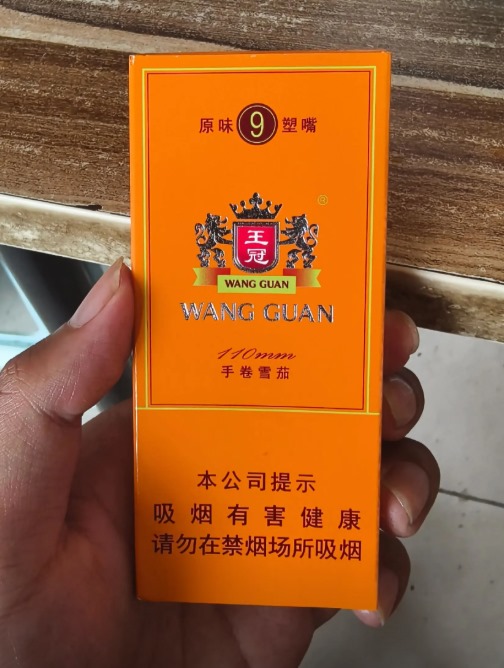 原味 9 塑嘴
®
王
冠
WANG GUAN
WANG GUAN
110mm
手卷雪茄
本公司提示
吸烟有害健康
请勿在禁烟场所吸烟